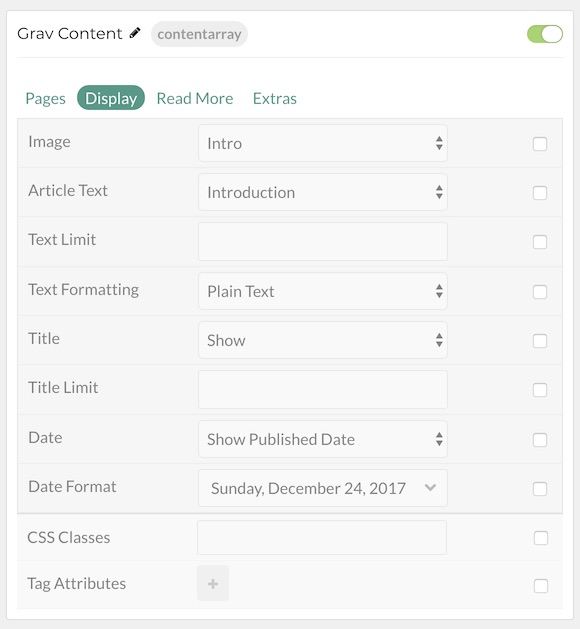 Grav Content contentarray
Pages Display Read More Extras
Image Intro
Article Text Introduction
Text Limit
Text Formatting Plain Text
Title Show
Title Limit
Date Show Published Date
Date Format Sunday, December 24, 2017
CSS Classes
Tag Attributes +